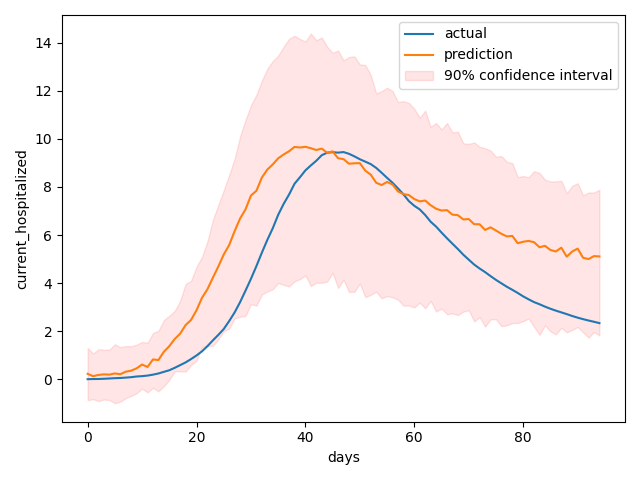 actual
prediction
90% confidence interval
current_hospitalized
14
12
10
8
6
4
2
0
0 20 40 60 80
days